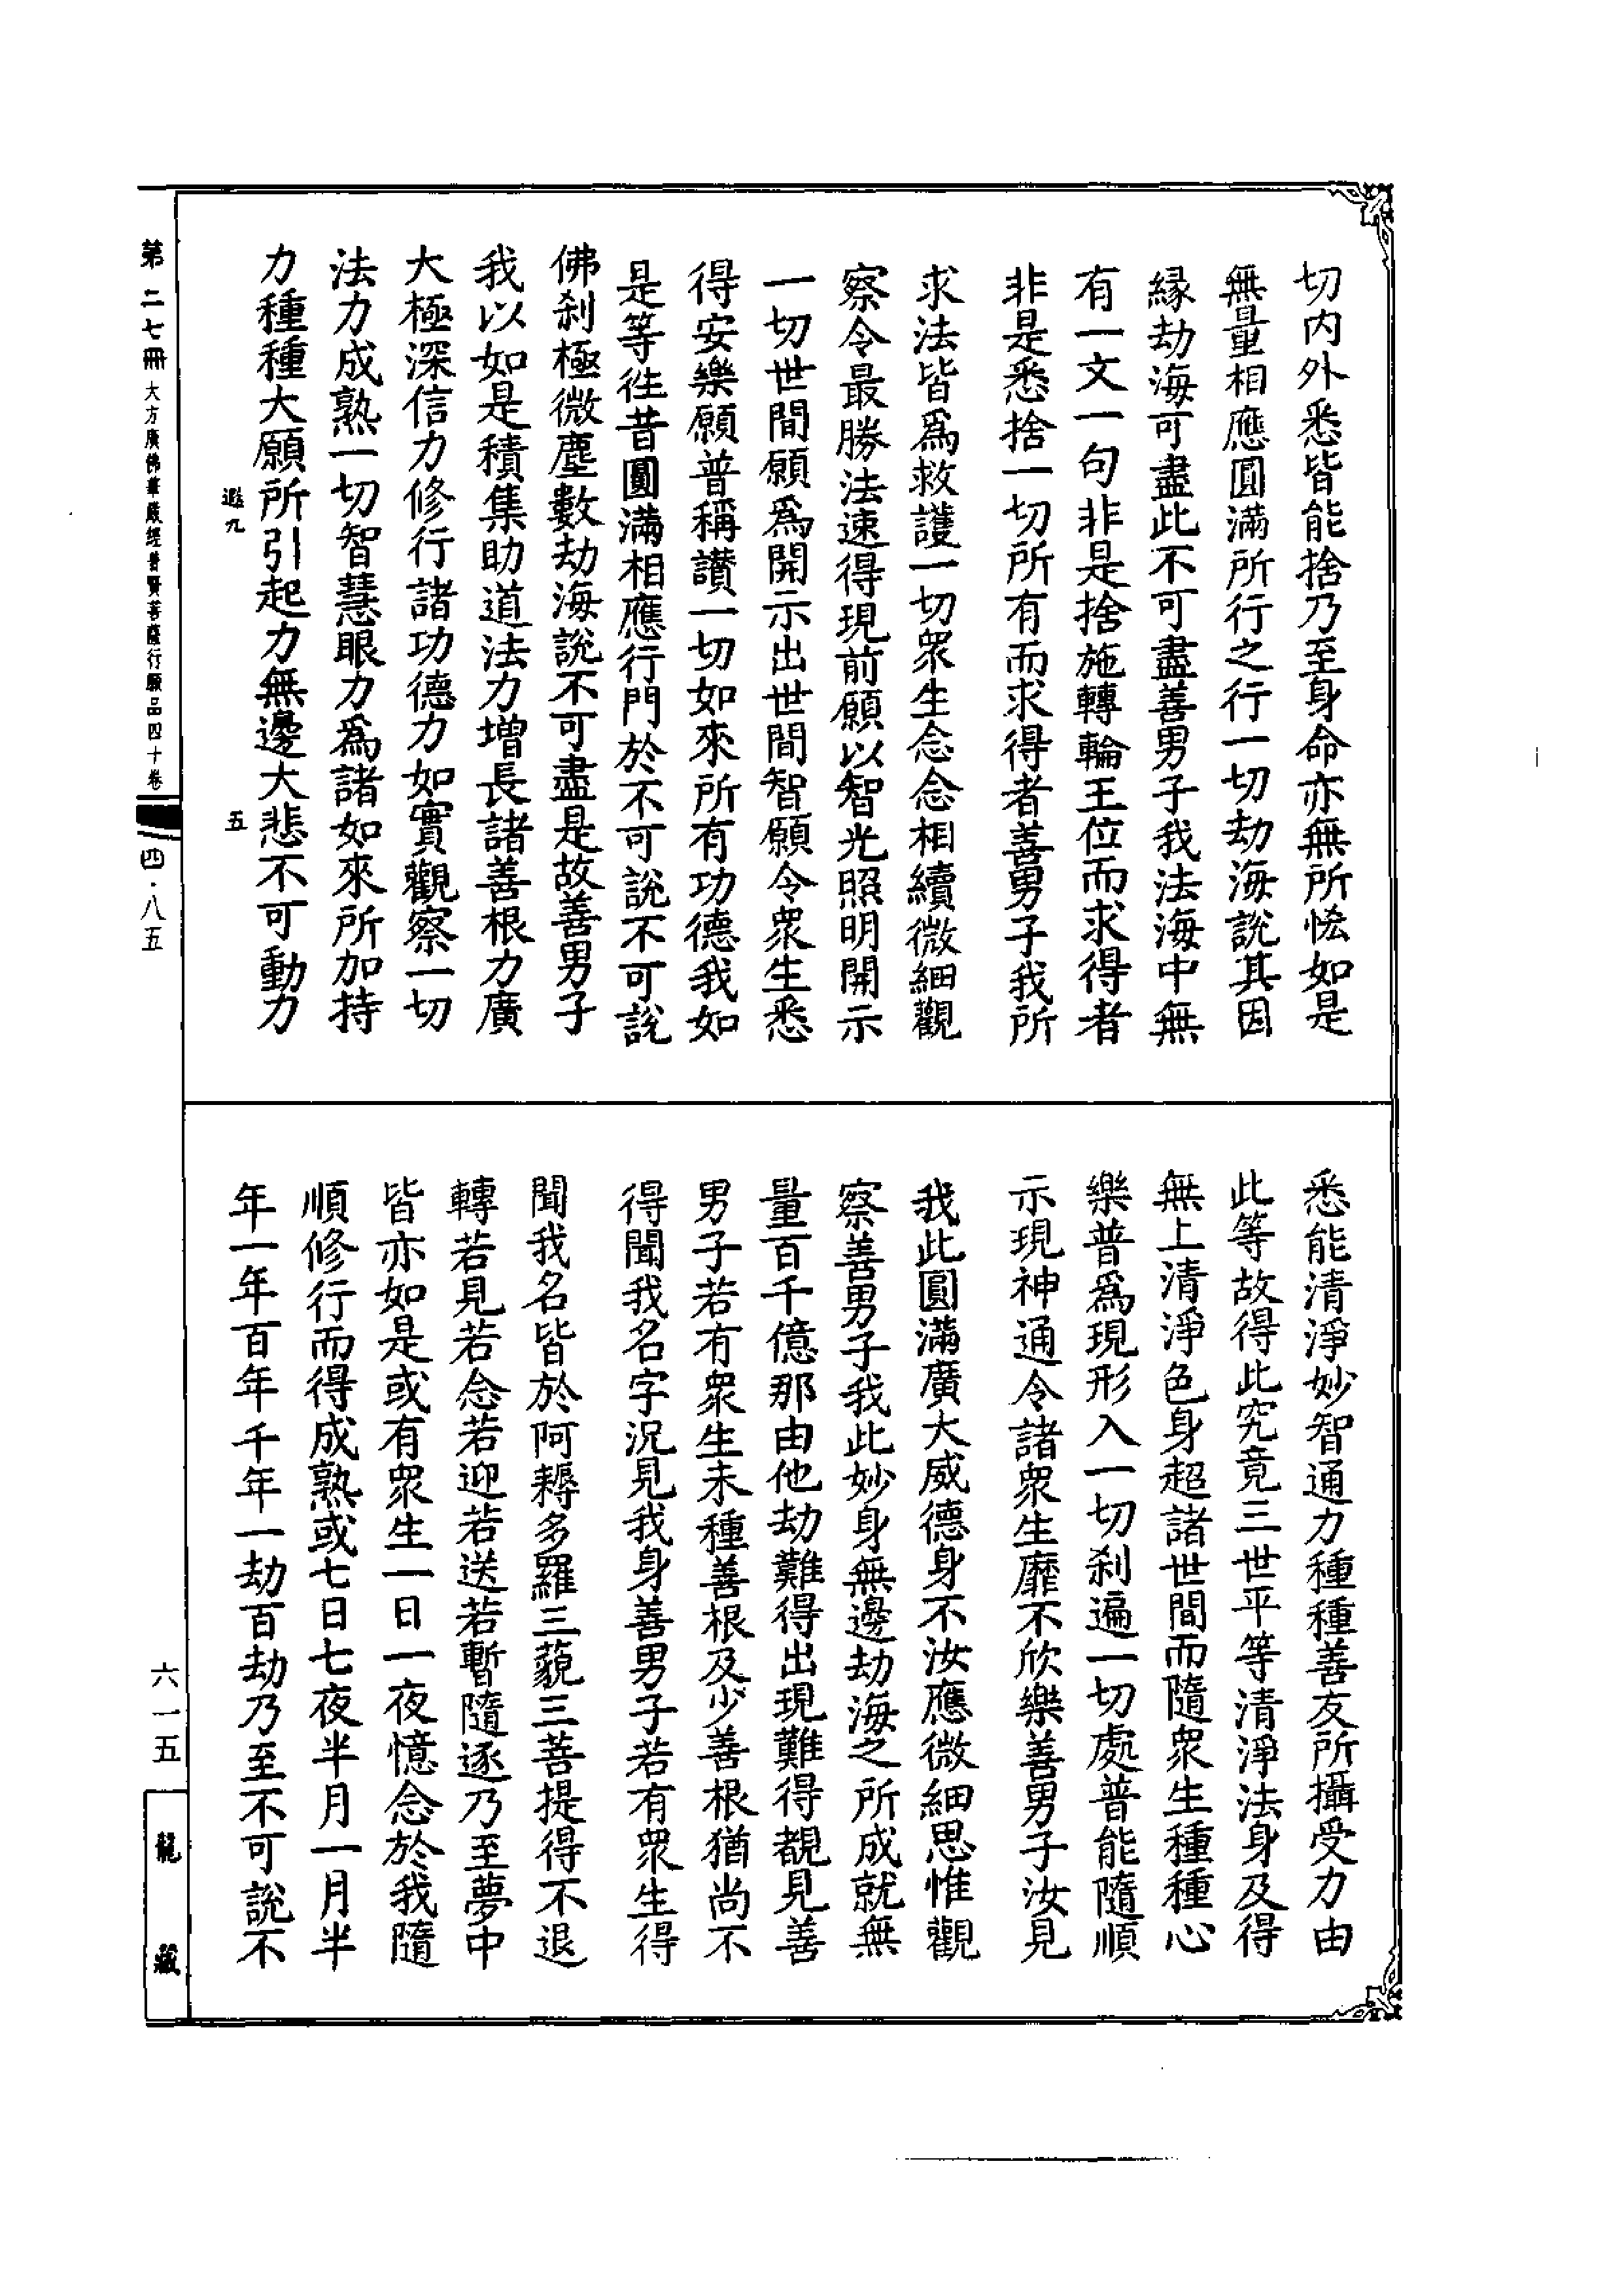 切內外悉皆能捨乃至身命亦無所悋如是
無量相應圓滿所行之行一切劫海說其因
緣劫海可盡此不可盡善男子我法海中無
有一文一句非是捨施轉輪王位而求得者
非是悉捨一切所有而求得者善男子我所
求法皆爲救護一切衆生念念相續微細觀
察令最勝法速得現前願以智光照明開示
一切世間願爲開示出世間智願令衆生悉
得安樂願普稱讃一切如來所有功德我如
是等徃昔圓滿相應行門於不可說不可說
佛刹極微塵數劫海說不可盡是故善男子
我以如是積集助道法力增長諸善根力廣
大極深信力修行諸功德力如實觀察一切
法力成熟一切智慧眼力爲諸如來所加持
力種種大願所引起力無邊大悲不可動力
遐九
五
悉能清淨妙智通力種種善友所攝受力由
此等故得此究竟三世平等清淨法身及得
無上清淨色身超諸世間而隨衆生種種心
樂普爲現形入一切刹遍一切處普能隨順
示現神通令諸衆生靡不欣樂善男子汝見
我此圓滿廣大威德身不汝應微細思惟觀
察善男子我此妙身無邊劫海之所成就無
量百千億那由他劫難得出現難得覩見善
男子若有衆生未種善根及少善根猶尚不
得聞我名字況見我身善男子若有衆生得
聞我名皆於阿耨多羅三藐三菩提得不退
轉若見若念若迎若送若暫隨逐乃至夢中
皆亦如是或有衆生一日一夜憶念於我隨
順修行而得成熟或七日七夜半月一月半
年一年百年千年一劫百劫乃至不可說不
第二七冊 大方廣佛華嚴經普賢菩薩行願品四十卷
四·八五
六一五
龍藏